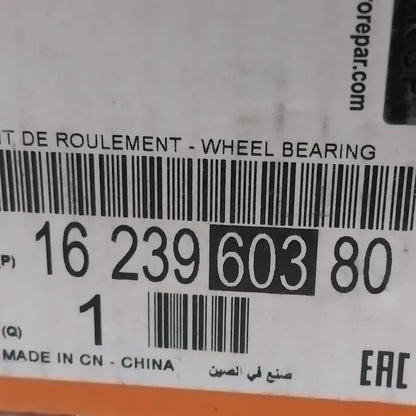 orepar.com
T DE ROULEMENT - WHEEL BEARING
(P) 16 239 603 80
(Q) 1
MADE IN CN - CHINA صنع في الصين EAC